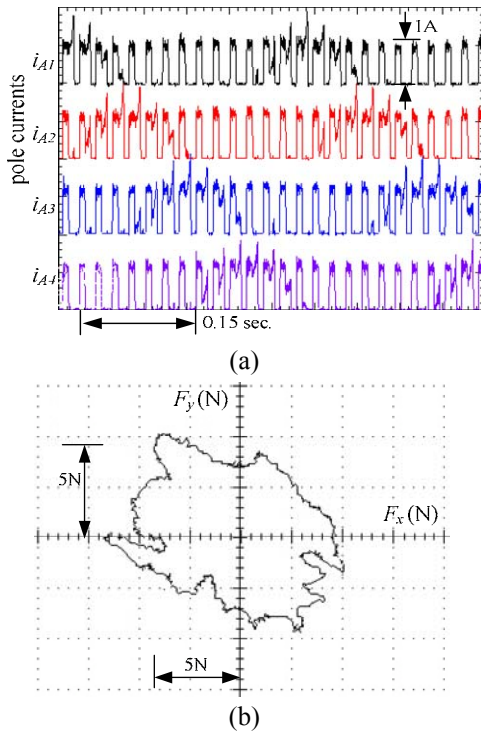 pole currents
1A
iA1
iA2
iA3
iA4
0.15 sec.
(a)
Fy(N)
5N
Fx(N)
5N
(b)